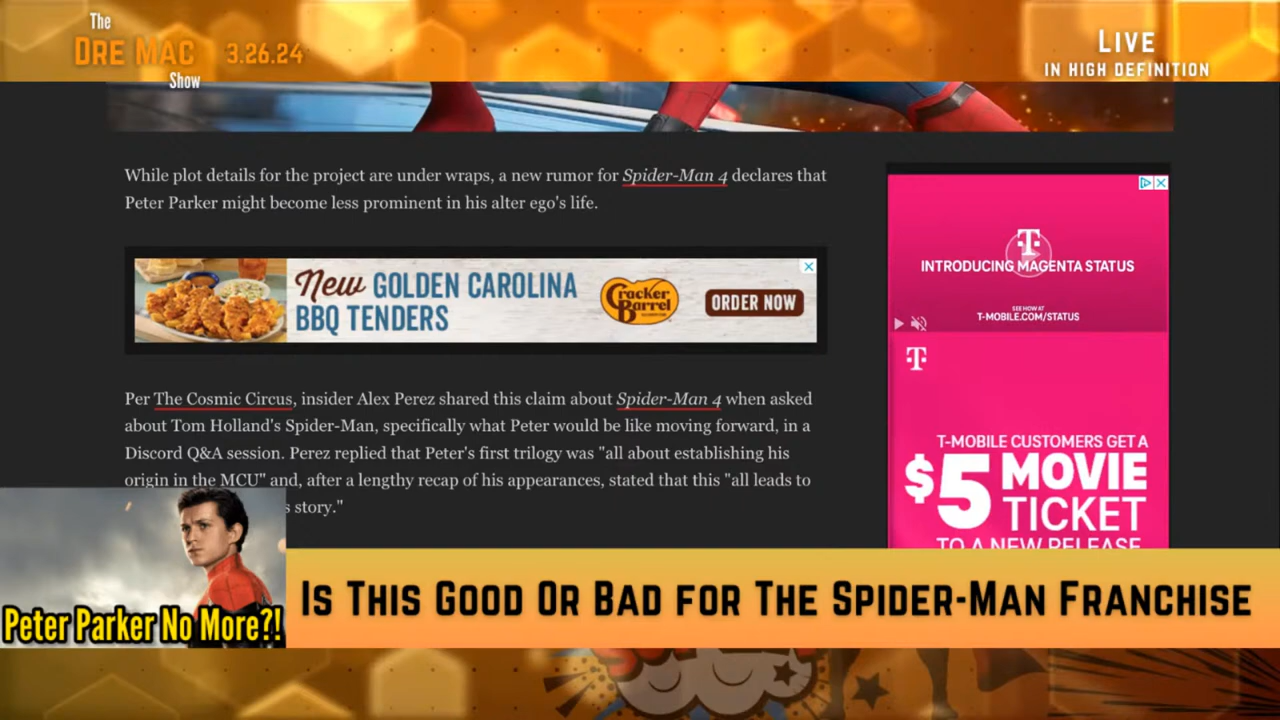 The
DRE MAC
Show
3.26.24
LIVE
IN HIGH DEFINITION
While plot details for the project are under wraps, a new rumor for Spider-Man 4 declares that
Peter Parker might become less prominent in his alter ego's life.
New GOLDEN CAROLINA
BBQ TENDERS
Cracker
Barrel
ORDER NOW
Per The Cosmic Circus, insider Alex Perez shared this claim about Spider-Man 4 when asked
about Tom Holland's Spider-Man, specifically what Peter would be like moving forward, in a
Discord Q&A session. Perez replied that Peter's first trilogy was "all about establishing his
origin in the MCU" and, after a lengthy recap of his appearances, stated that this "all leads to
s story."
T
INTRODUCING MAGENTA STATUS
SEE HOW AT
T-MOBILE.COM/STATUS
T
T-MOBILE CUSTOMERS GET A
$5 MOVIE
TICKET
TO A NEW RELEASE
Peter Parker No More?!
IS THIS GOOD OR BAD FOR THE SPIDER-MAN FRANCHISE